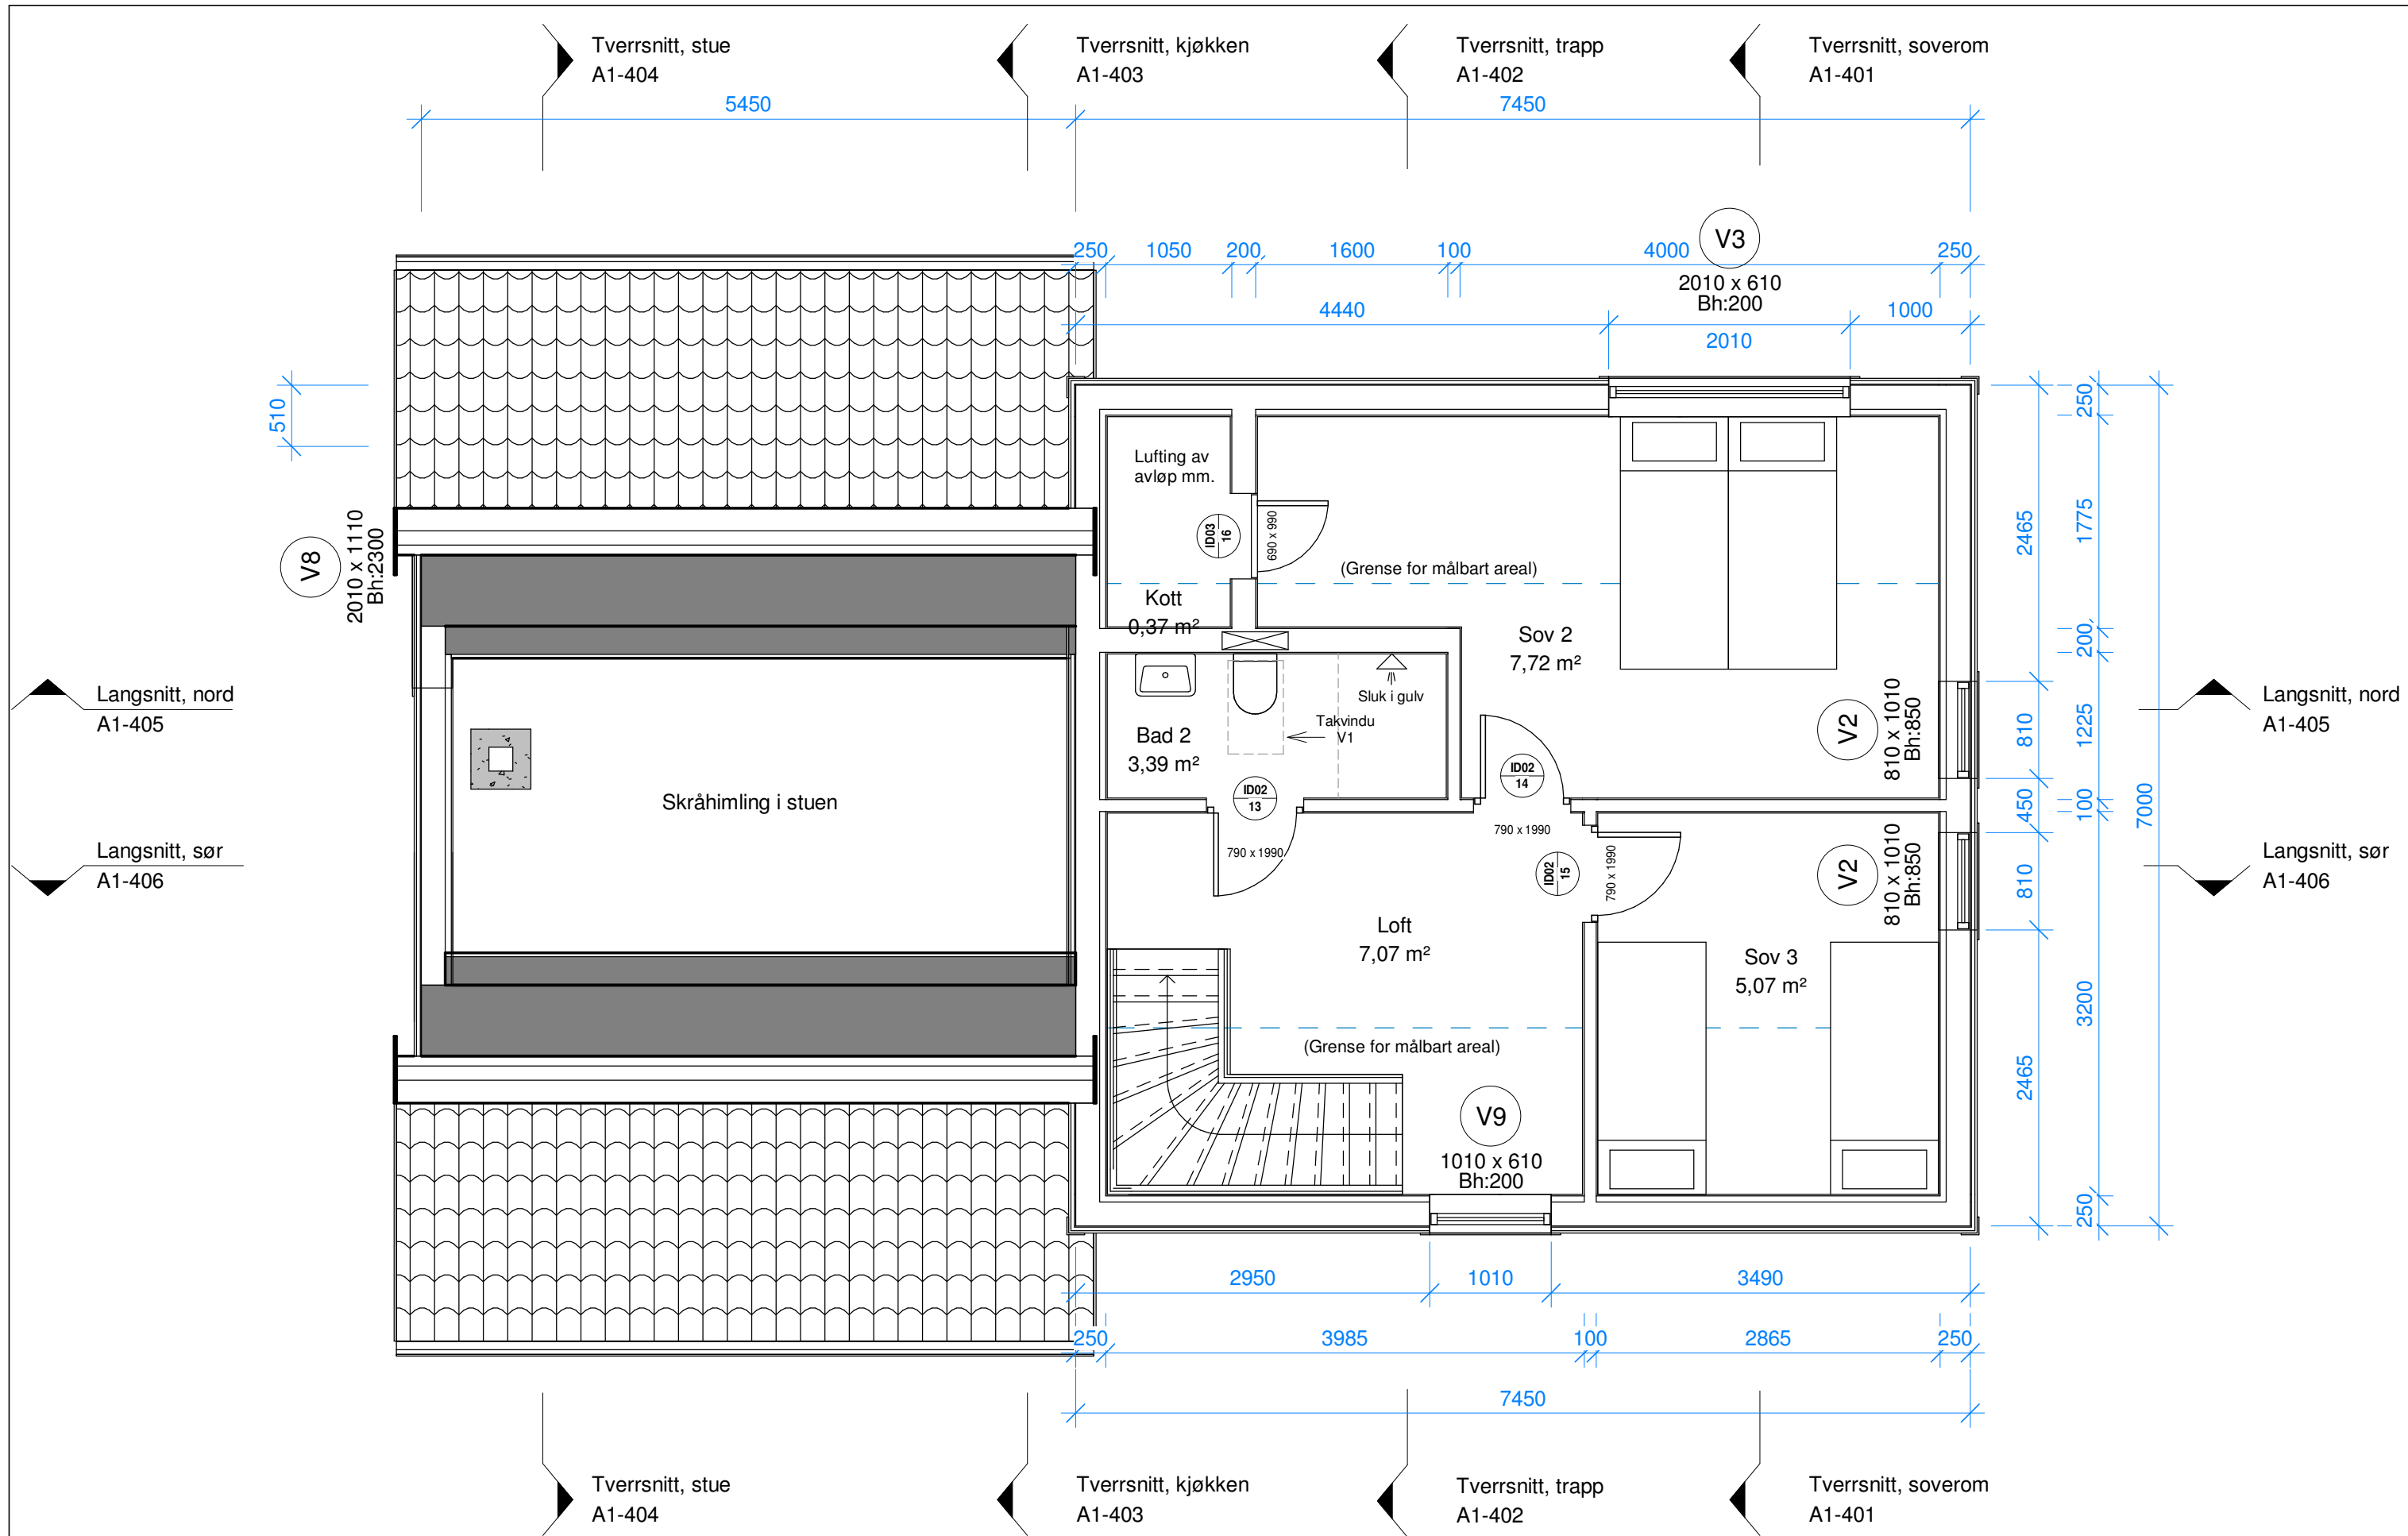 Tverrsnitt, stue
A1-404
Tverrsnitt, kjøkken
A1-403
Tverrsnitt, trapp
A1-402
Tverrsnitt, soverom
A1-401
5450
7450
V3
250
1050
200
1600
100
4000
250
2010 x 610
Bh:200
4440
2010
1000
510
V8
2010 x 1110
Bh:2300
Lufting av
avløp mm.
ID03
16
690 x 990
(Grense for målbart areal)
Kott
0,37 m²
Sov 2
7,72 m²
Sluk i gulv
Takvindu
V1
Bad 2
3,39 m²
ID02
13
790 x 1990
ID02
14
790 x 1990
ID02
15
790 x 1990
V2
810 x 1010
Bh:850
V2
810 x 1010
Bh:850
Skråhimling i stuen
Loft
7,07 m²
Sov 3
5,07 m²
(Grense for målbart areal)
V9
1010 x 610
Bh:200
2465
810
450
810
2465
250
1775
200
1225
100
3200
250
7000
Langsnitt, nord
A1-405
Langsnitt, nord
A1-405
Langsnitt, sør
A1-406
Langsnitt, sør
A1-406
2950
1010
3490
250
3985
100
2865
250
7450
Tverrsnitt, stue
A1-404
Tverrsnitt, kjøkken
A1-403
Tverrsnitt, trapp
A1-402
Tverrsnitt, soverom
A1-401